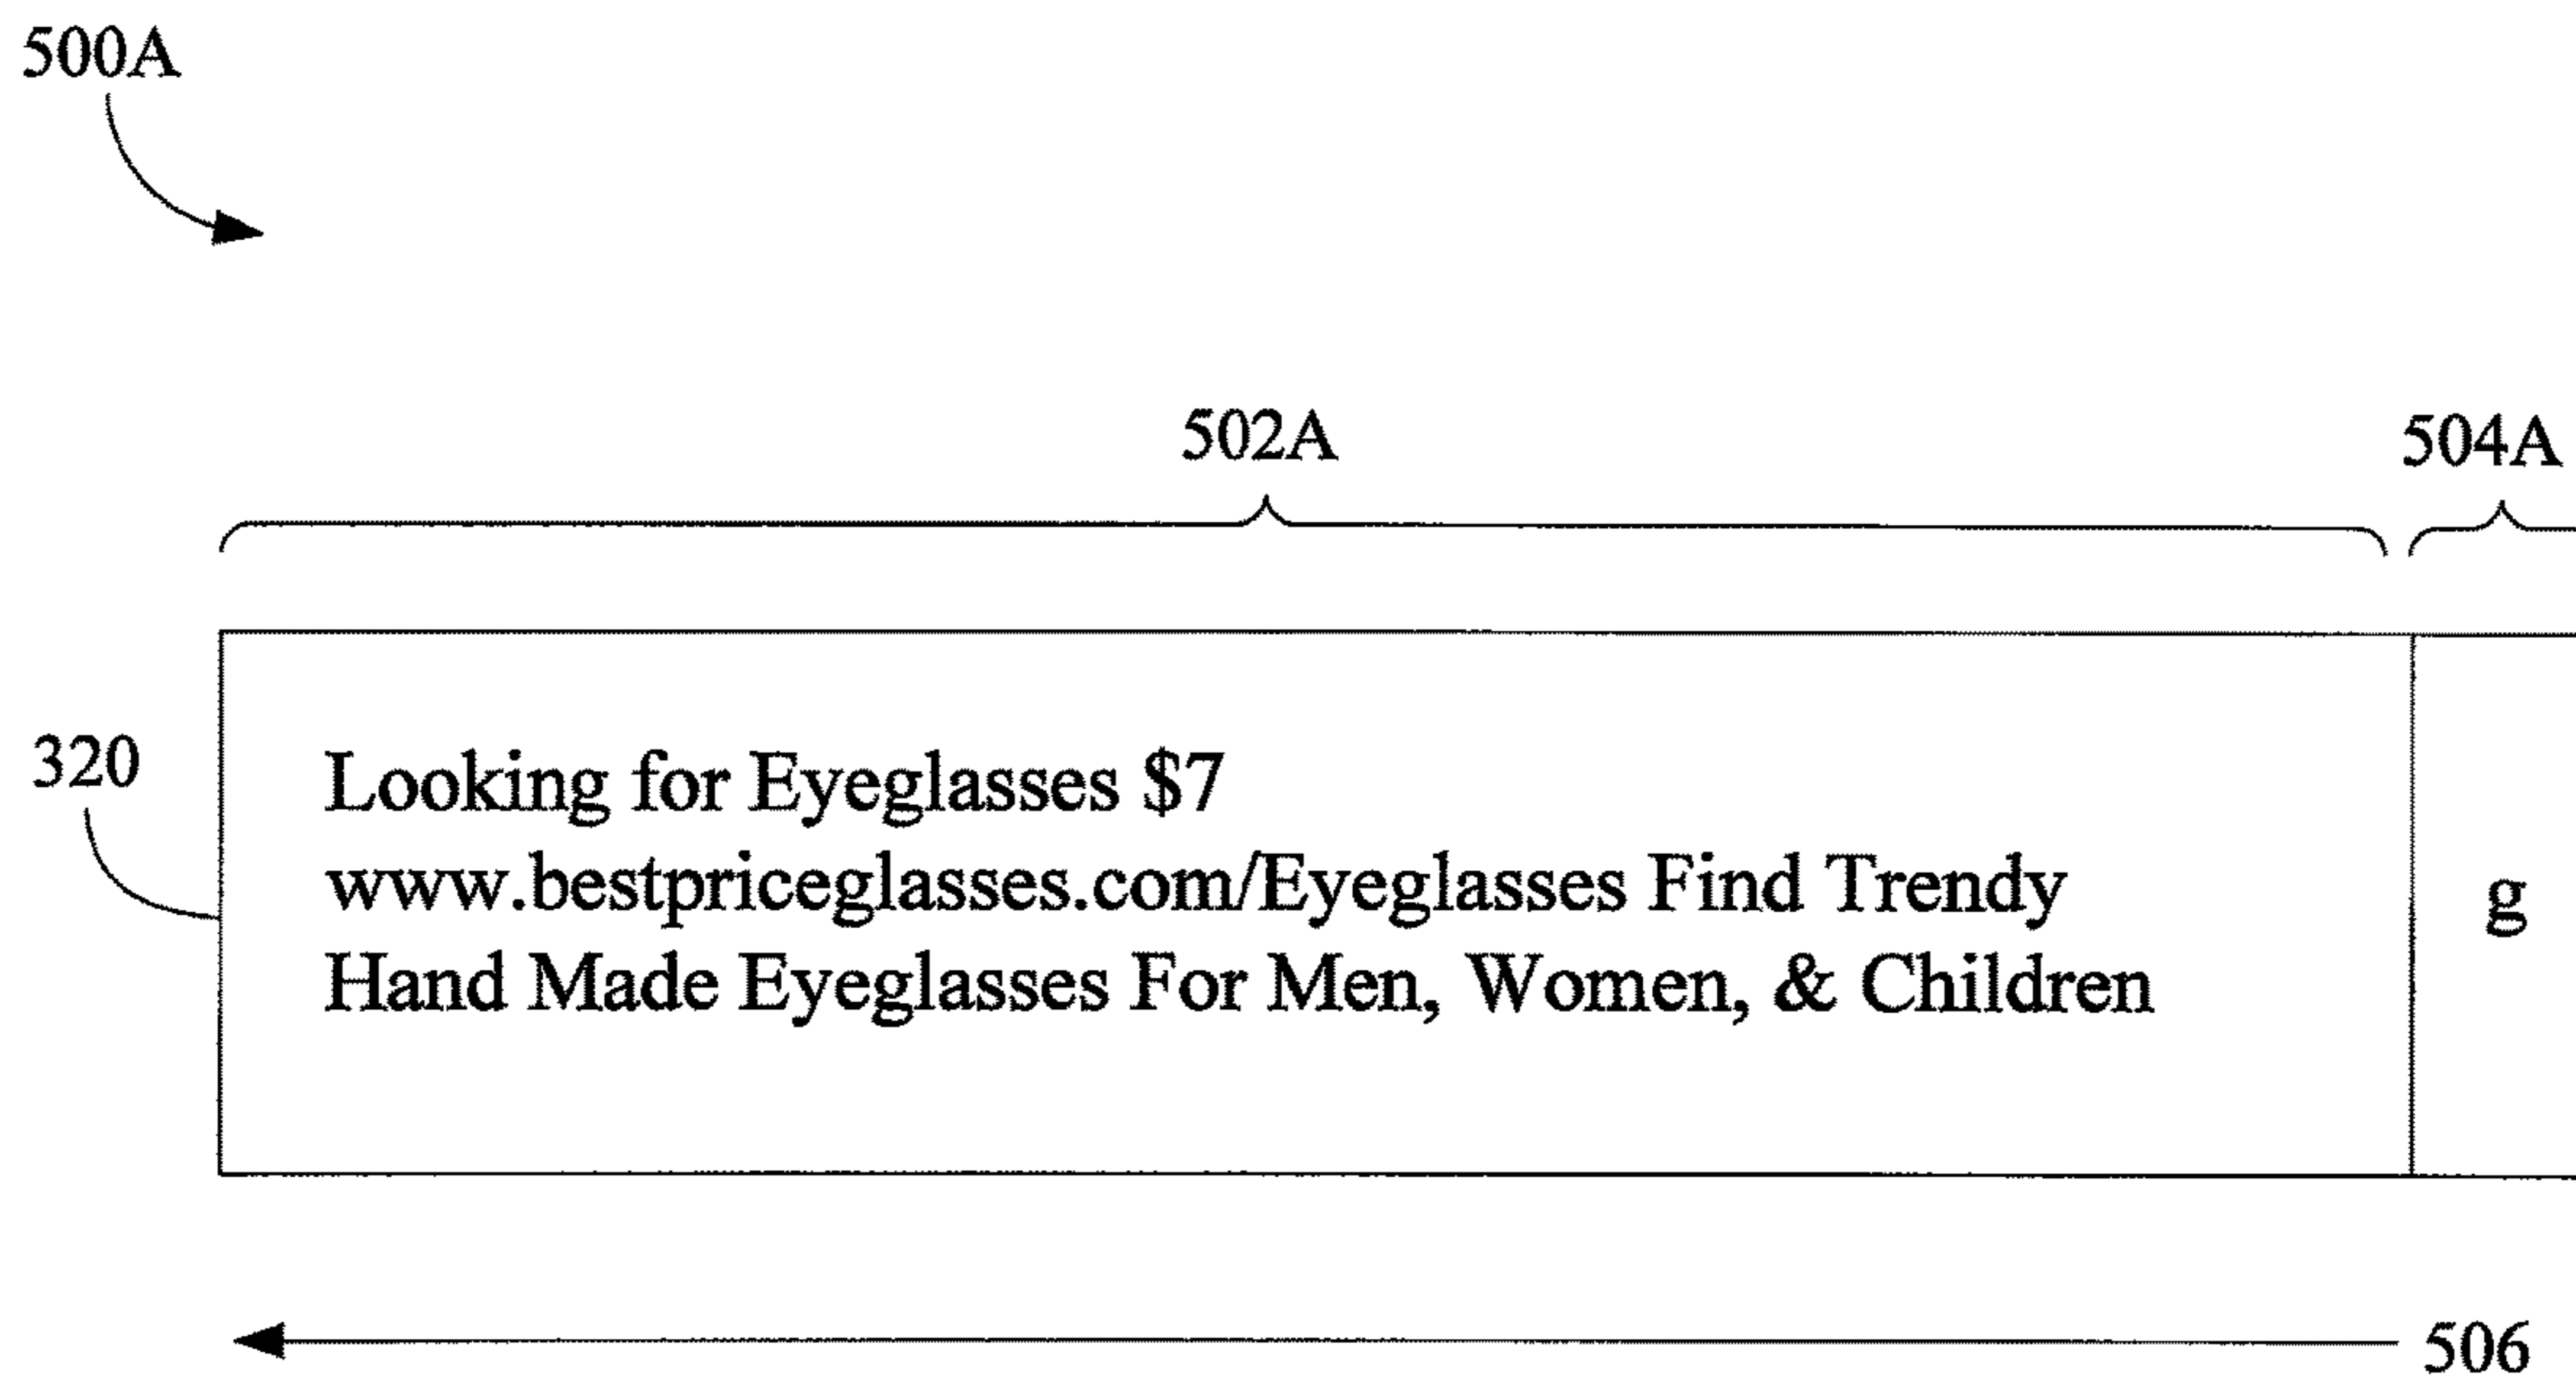 500A
502A
504A
320
Looking for Eyeglasses $7
www.bestpriceglasses.com/Eyeglasses Find Trendy
Hand Made Eyeglasses For Men, Women, & Children
g
506